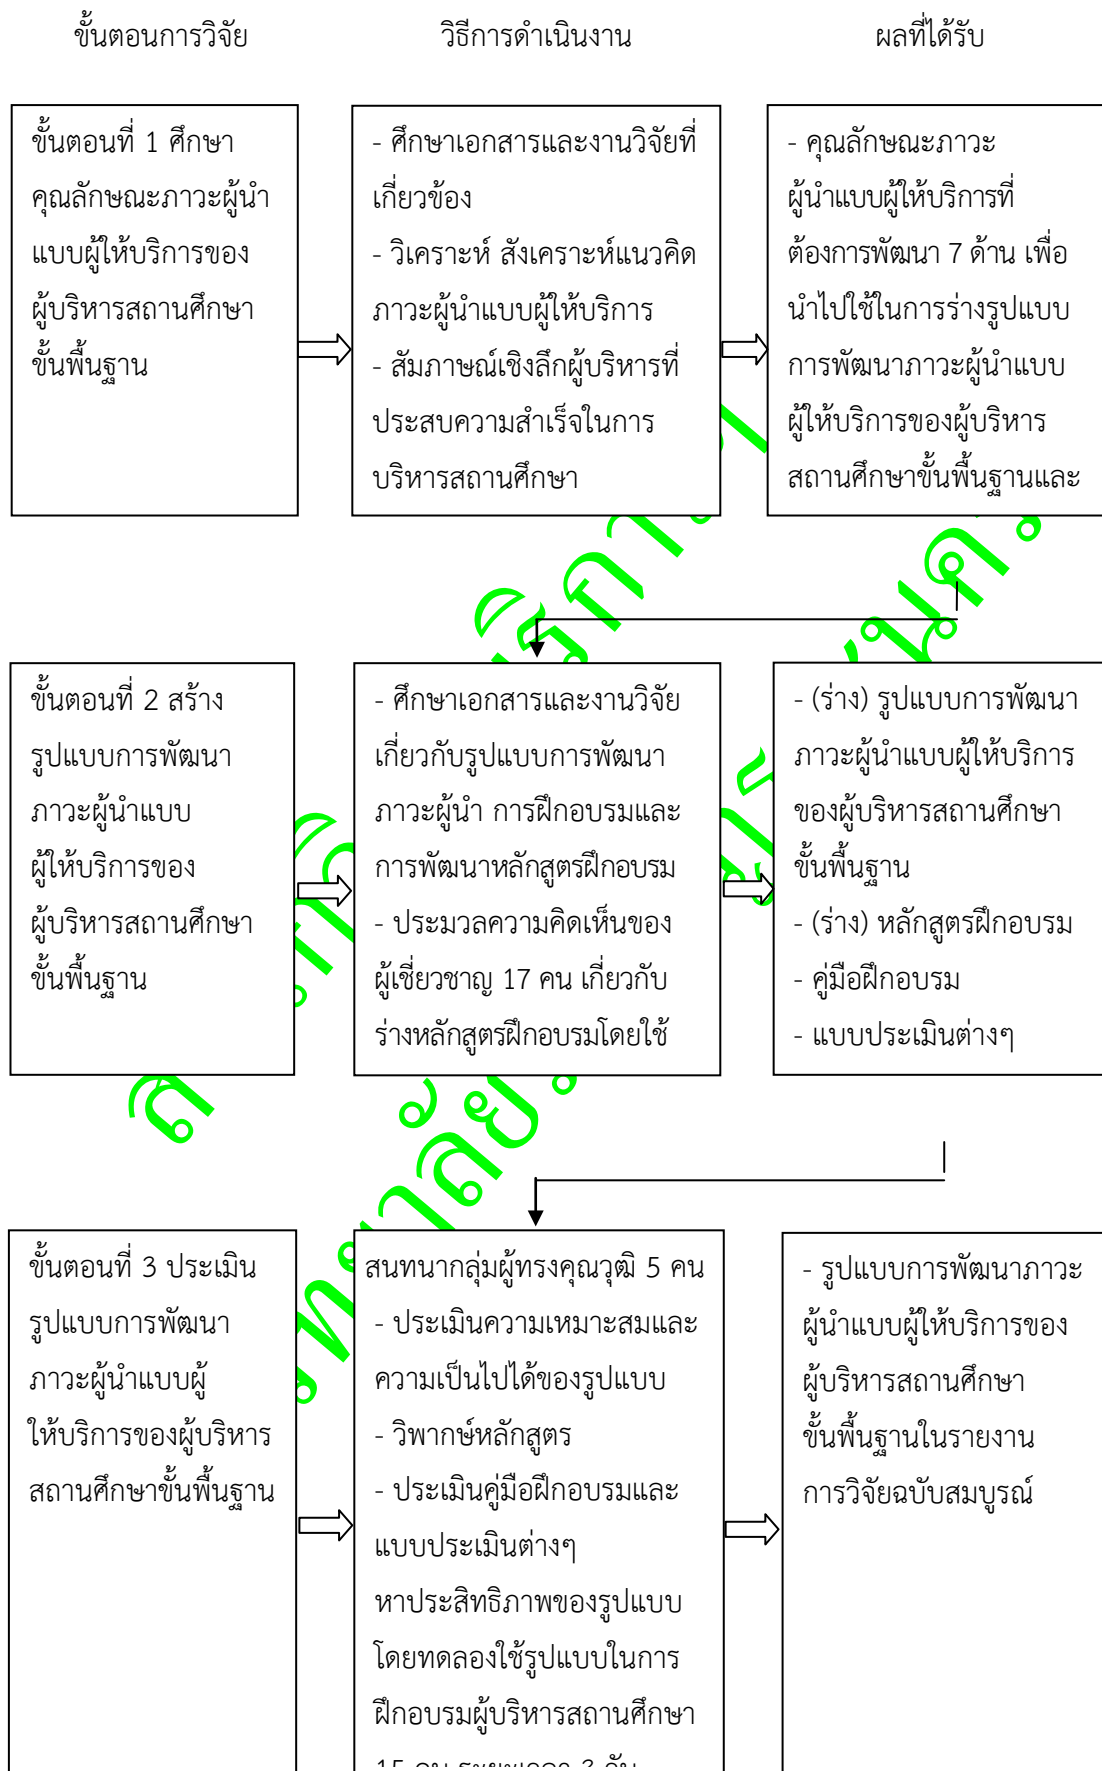 ขั้นตอนการวิจัย
วิธีการดำเนินงาน
ผลที่ได้รับ
ขั้นตอนที่ 1 ศึกษา
คุณลักษณะภาวะผู้นำ
แบบผู้ให้บริการของ
ผู้บริหารสถานศึกษา
ขั้นพื้นฐาน
- ศึกษาเอกสารและงานวิจัยที่
เกี่ยวข้อง
- วิเคราะห์ สังเคราะห์แนวคิด
ภาวะผู้นำแบบผู้ให้บริการ
- สัมภาษณ์เชิงลึกผู้บริหารที่
ประสบความสำเร็จในการ
บริหารสถานศึกษา
- คุณลักษณะภาวะ
ผู้นำแบบผู้ให้บริการที่
ต้องการพัฒนา 7 ด้าน เพื่อ
นำไปใช้ในการร่างรูปแบบ
การพัฒนาภาวะผู้นำแบบ
ผู้ให้บริการของผู้บริหาร
สถานศึกษาขั้นพื้นฐานและ
ขั้นตอนที่ 2 สร้าง
รูปแบบการพัฒนา
ภาวะผู้นำแบบ
ผู้ให้บริการของ
ผู้บริหารสถานศึกษา
ขั้นพื้นฐาน
- ศึกษาเอกสารและงานวิจัย
เกี่ยวกับรูปแบบการพัฒนา
ภาวะผู้นำ การฝึกอบรมและ
การพัฒนาหลักสูตรฝึกอบรม
- ประมวลความคิดเห็นของ
ผู้เชี่ยวชาญ 17 คน เกี่ยวกับ
ร่างหลักสูตรฝึกอบรมโดยใช้
- (ร่าง) รูปแบบการพัฒนา
ภาวะผู้นำแบบผู้ให้บริการ
ของผู้บริหารสถานศึกษา
ขั้นพื้นฐาน
- (ร่าง) หลักสูตรฝึกอบรม
- คู่มือฝึกอบรม
- แบบประเมินต่างๆ
ขั้นตอนที่ 3 ประเมิน
รูปแบบการพัฒนา
ภาวะผู้นำแบบผู้
ให้บริการของผู้บริหาร
สถานศึกษาขั้นพื้นฐาน
สนทนากลุ่มผู้ทรงคุณวุฒิ 5 คน
- ประเมินความเหมาะสมและ
ความเป็นไปได้ของรูปแบบ
- วิพากษ์หลักสูตร
- ประเมินคู่มือฝึกอบรมและ
แบบประเมินต่างๆ
หาประสิทธิภาพของรูปแบบ
โดยทดลองใช้รูปแบบในการ
ฝึกอบรมผู้บริหารสถานศึกษา
- รูปแบบการพัฒนาภาวะ
ผู้นำแบบผู้ให้บริการของ
ผู้บริหารสถานศึกษา
ขั้นพื้นฐานในรายงาน
การวิจัยฉบับสมบูรณ์